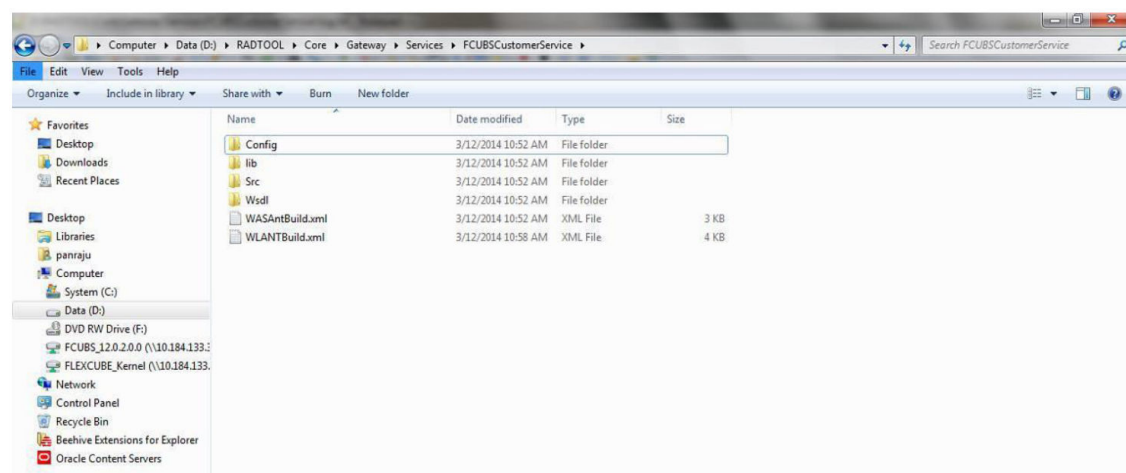 Computer ▸ Data (D:) ▸ RADTOOL ▸ Core ▸ Gateway ▸ Services ▸ FCUBSCustomerService ▸ Search FCUBSCustomerService
File Edit View Tools Help
Organize Include in library Share with Burn New folder
Favorites
Desktop
Downloads
Recent Places
Desktop
Libraries
panraju
Computer
System (C:)
Data (D:)
DVD RW Drive (F:)
FCUBS_12.0.2.0.0 (\\10.184.133.3
FLEXCUBE_Kernel (\\10.184.133.
Network
Control Panel
Recycle Bin
Beehive Extensions for Explorer
Oracle Content Servers
Name Date modified Type Size
Config 3/12/2014 10:52 AM File folder
lib 3/12/2014 10:52 AM File folder
Src 3/12/2014 10:52 AM File folder
Wsdl 3/12/2014 10:52 AM File folder
WASAntBuild.xml 3/12/2014 10:52 AM XML File 3 KB
WLANTBuild.xml 3/12/2014 10:58 AM XML File 4 KB